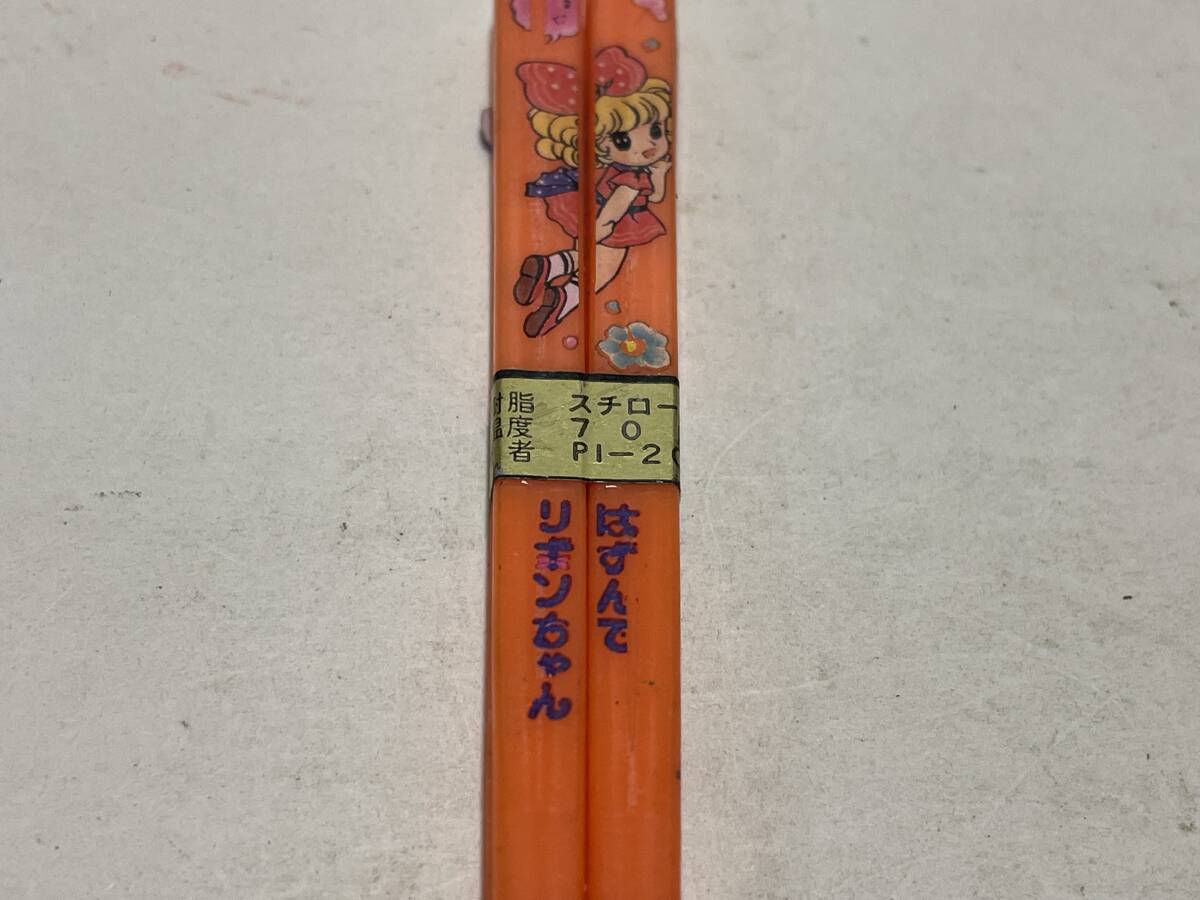 脂 スチロー
度 70
者 P1-2
はずんで
リボンちゃん